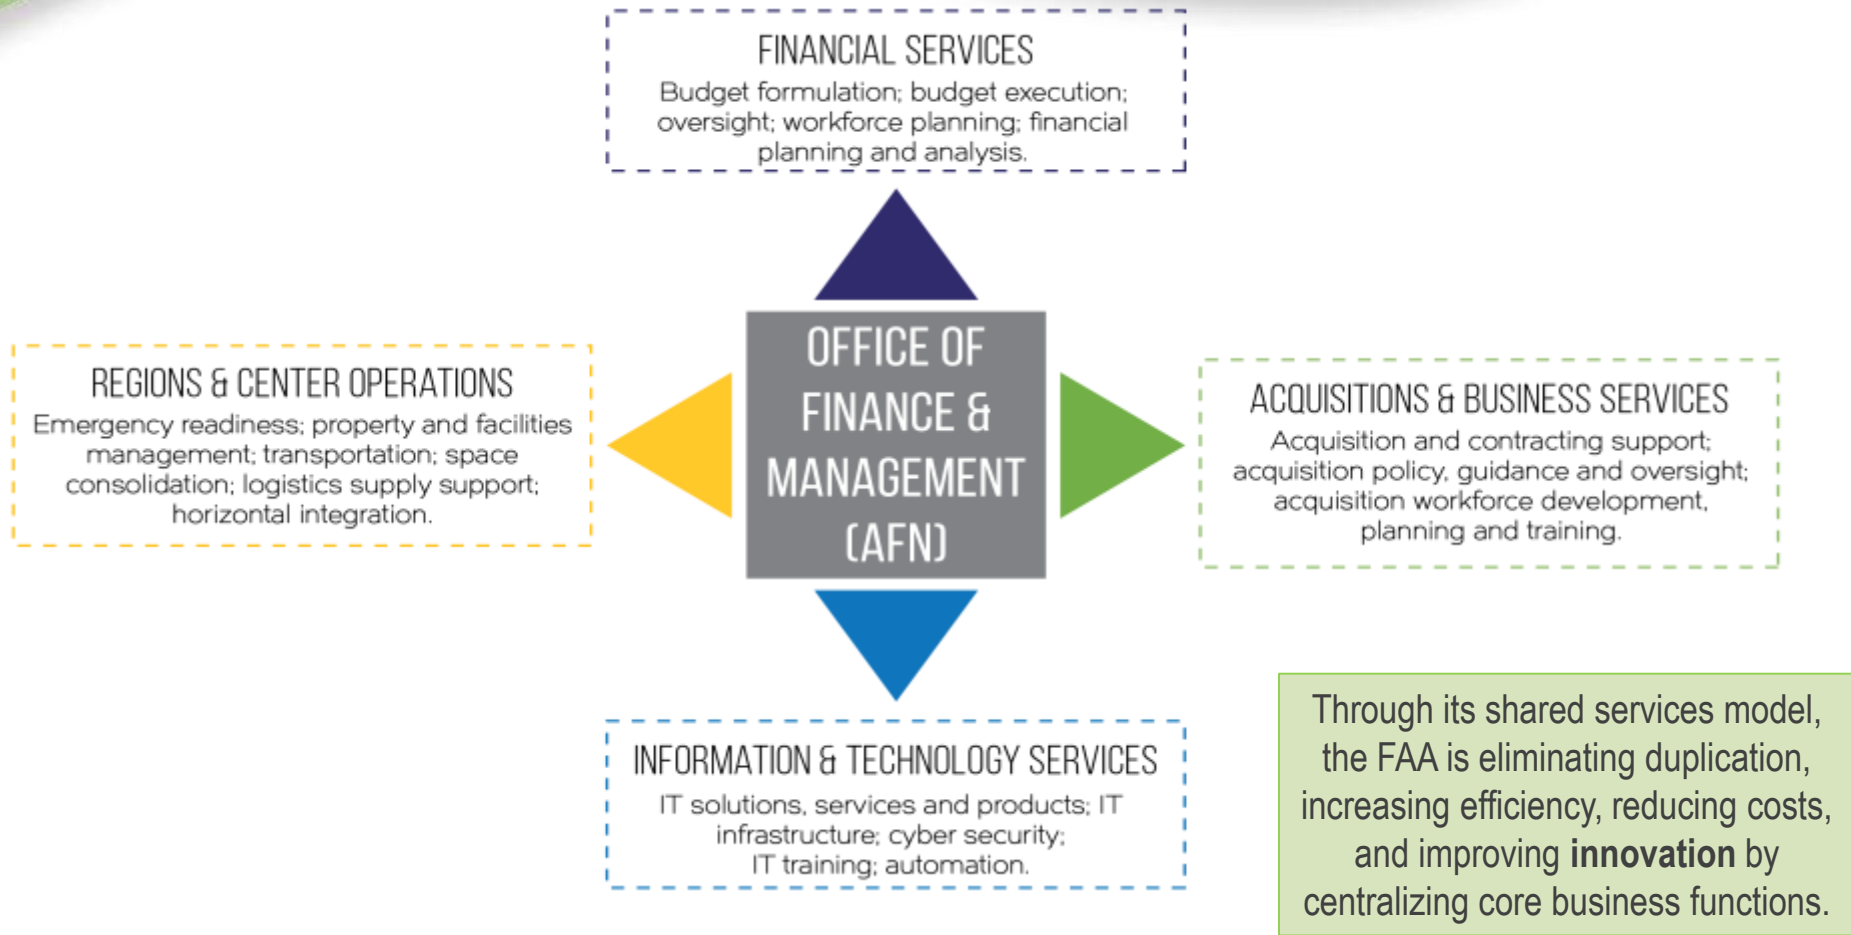 FINANCIAL SERVICES
Budget formulation; budget execution;
oversight; workforce planning; financial
planning and analysis.
REGIONS & CENTER OPERATIONS
Emergency readiness; property and facilities
management; transportation; space
consolidation; logistics supply support;
horizontal integration.
OFFICE OF
FINANCE &
MANAGEMENT
(AFN)
ACQUISITIONS & BUSINESS SERVICES
Acquisition and contracting support;
acquisition policy, guidance and oversight;
acquisition workforce development,
planning and training.
INFORMATION & TECHNOLOGY SERVICES
IT solutions, services and products; IT
infrastructure; cyber security;
IT training; automation.
Through its shared services model,
the FAA is eliminating duplication,
increasing efficiency, reducing costs,
and improving innovation by
centralizing core business functions.